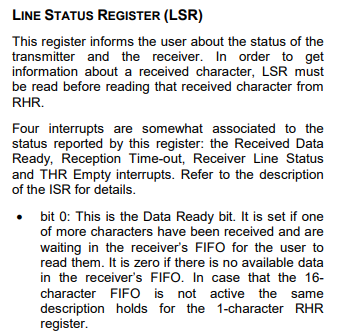 LINE STATUS REGISTER (LSR)
This register informs the user about the status of the
transmitter and the receiver. In order to get
information about a received character, LSR must
be read before reading that received character from
RHR.
Four interrupts are somewhat associated to the
status reported by this register: the Received Data
Ready, Reception Time-out, Receiver Line Status
and THR Empty interrupts. Refer to the description
of the ISR for details.
• bit 0: This is the Data Ready bit. It is set if one
of more characters have been received and are
waiting in the receiver's FIFO for the user to
read them. It is zero if there is no available data
in the receiver's FIFO. In case that the 16-
character FIFO is not active the same
description holds for the 1-character RHR
register.